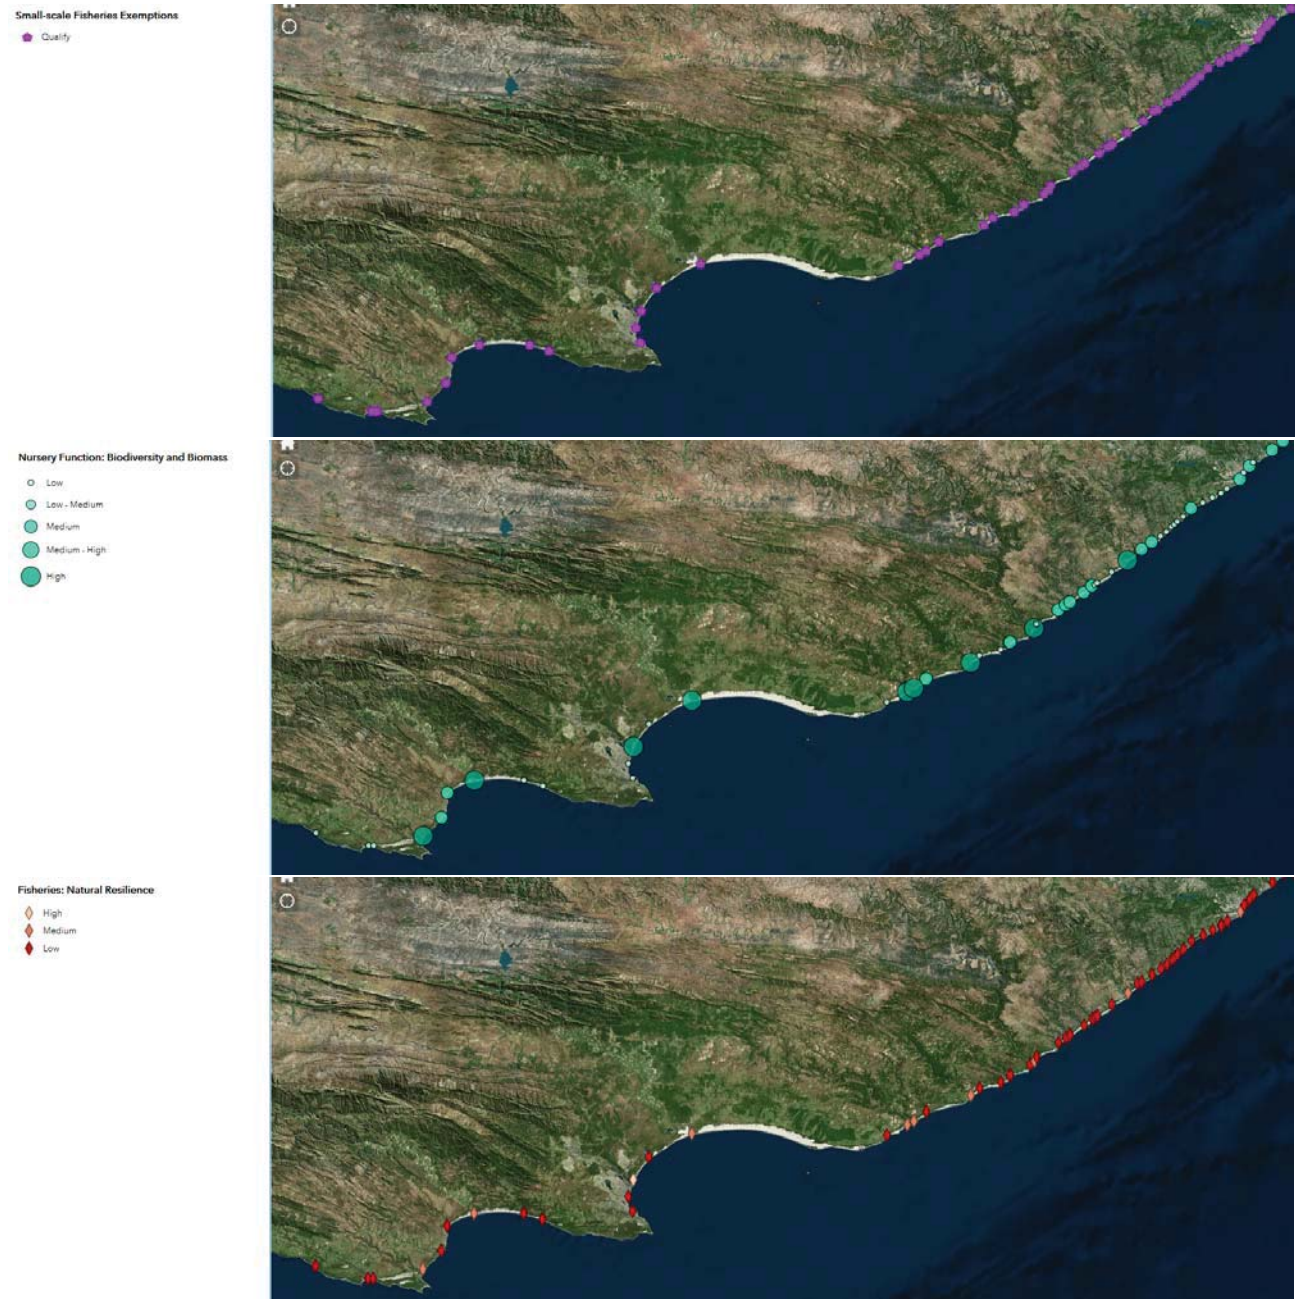 Small-scale Fisheries Exemptions
Qualify
Nursery Function: Biodiversity and Biomass
Low
Low - Medium
Medium
Medium - High
High
Fisheries: Natural Resilience
High
Medium
Low